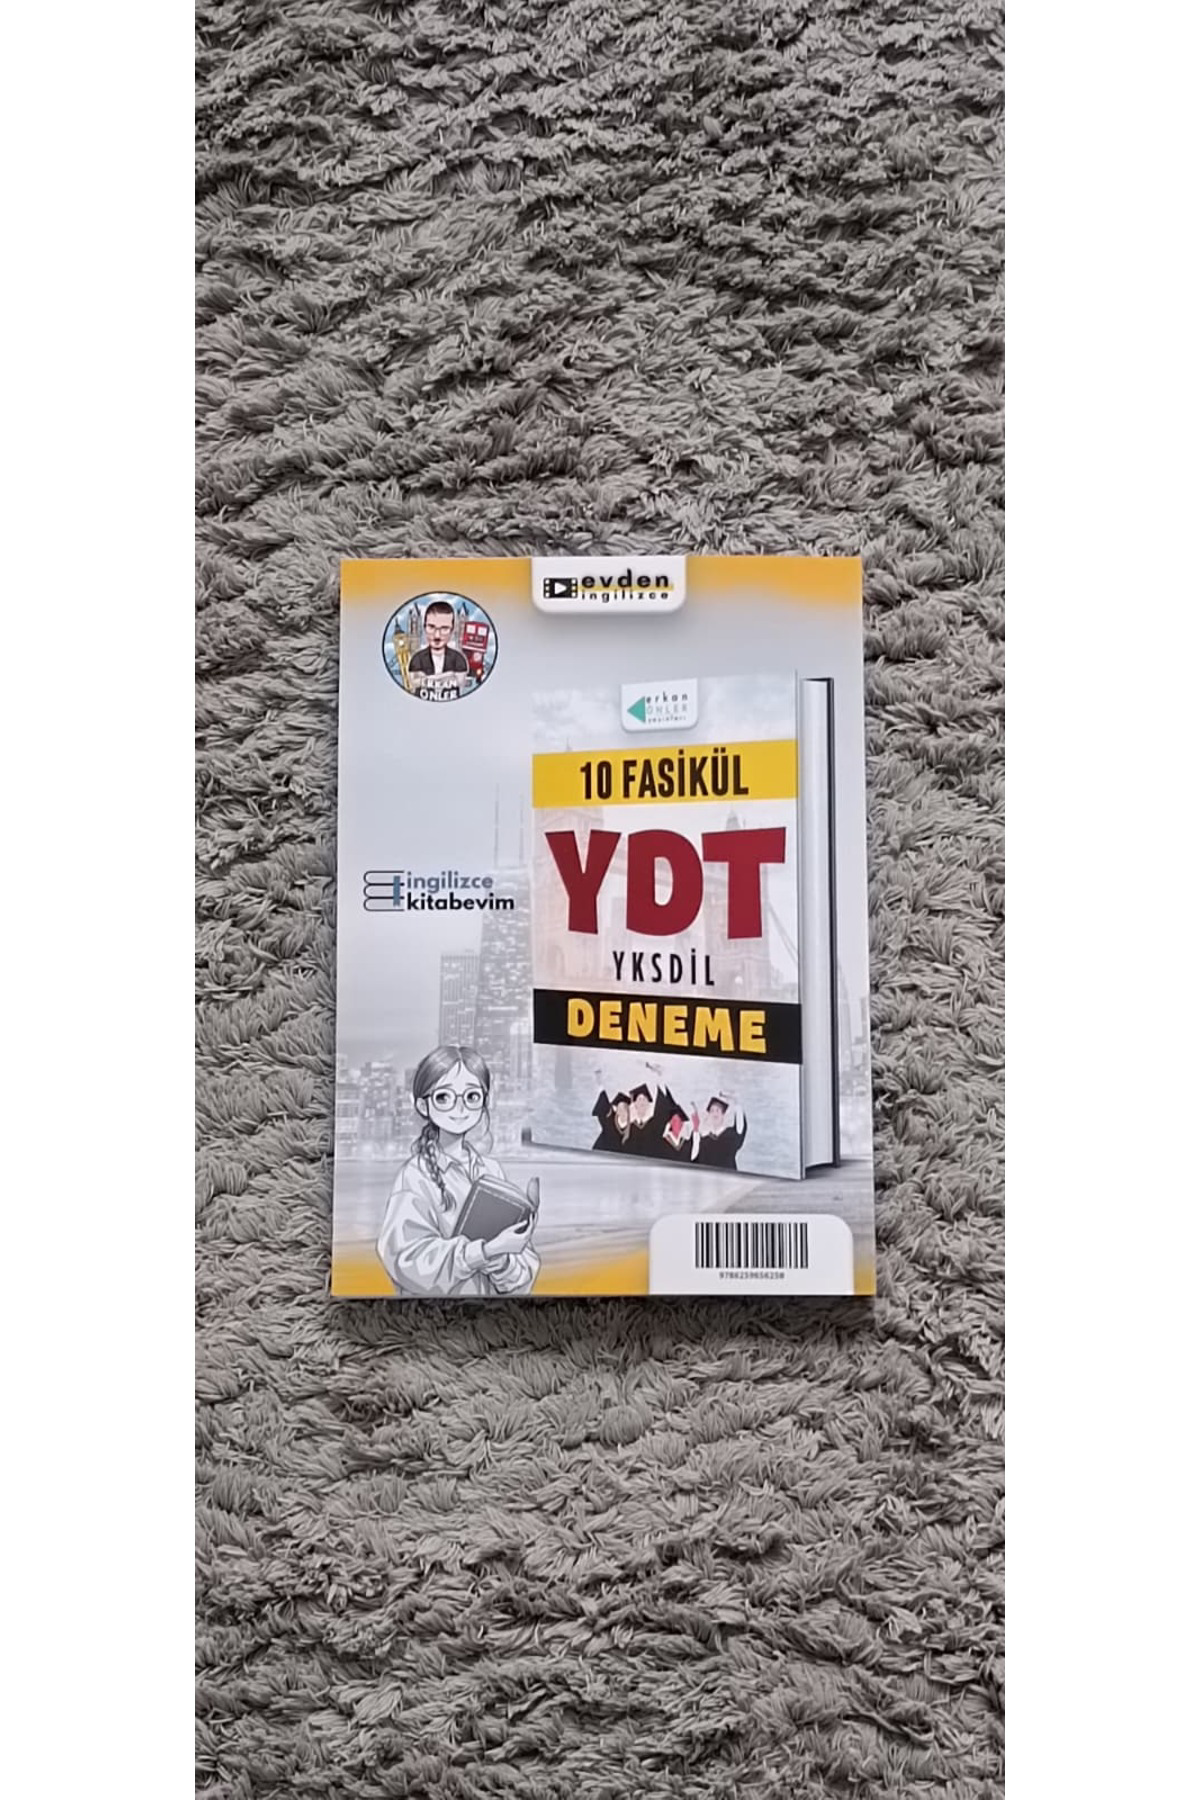 evden
ingilizce
ERKAN
ÖNLER
erkan
ÖNLER
yayınları
10 FASİKÜL
YDT
YKSDİL
DENEME
ingilizce
kitabevim